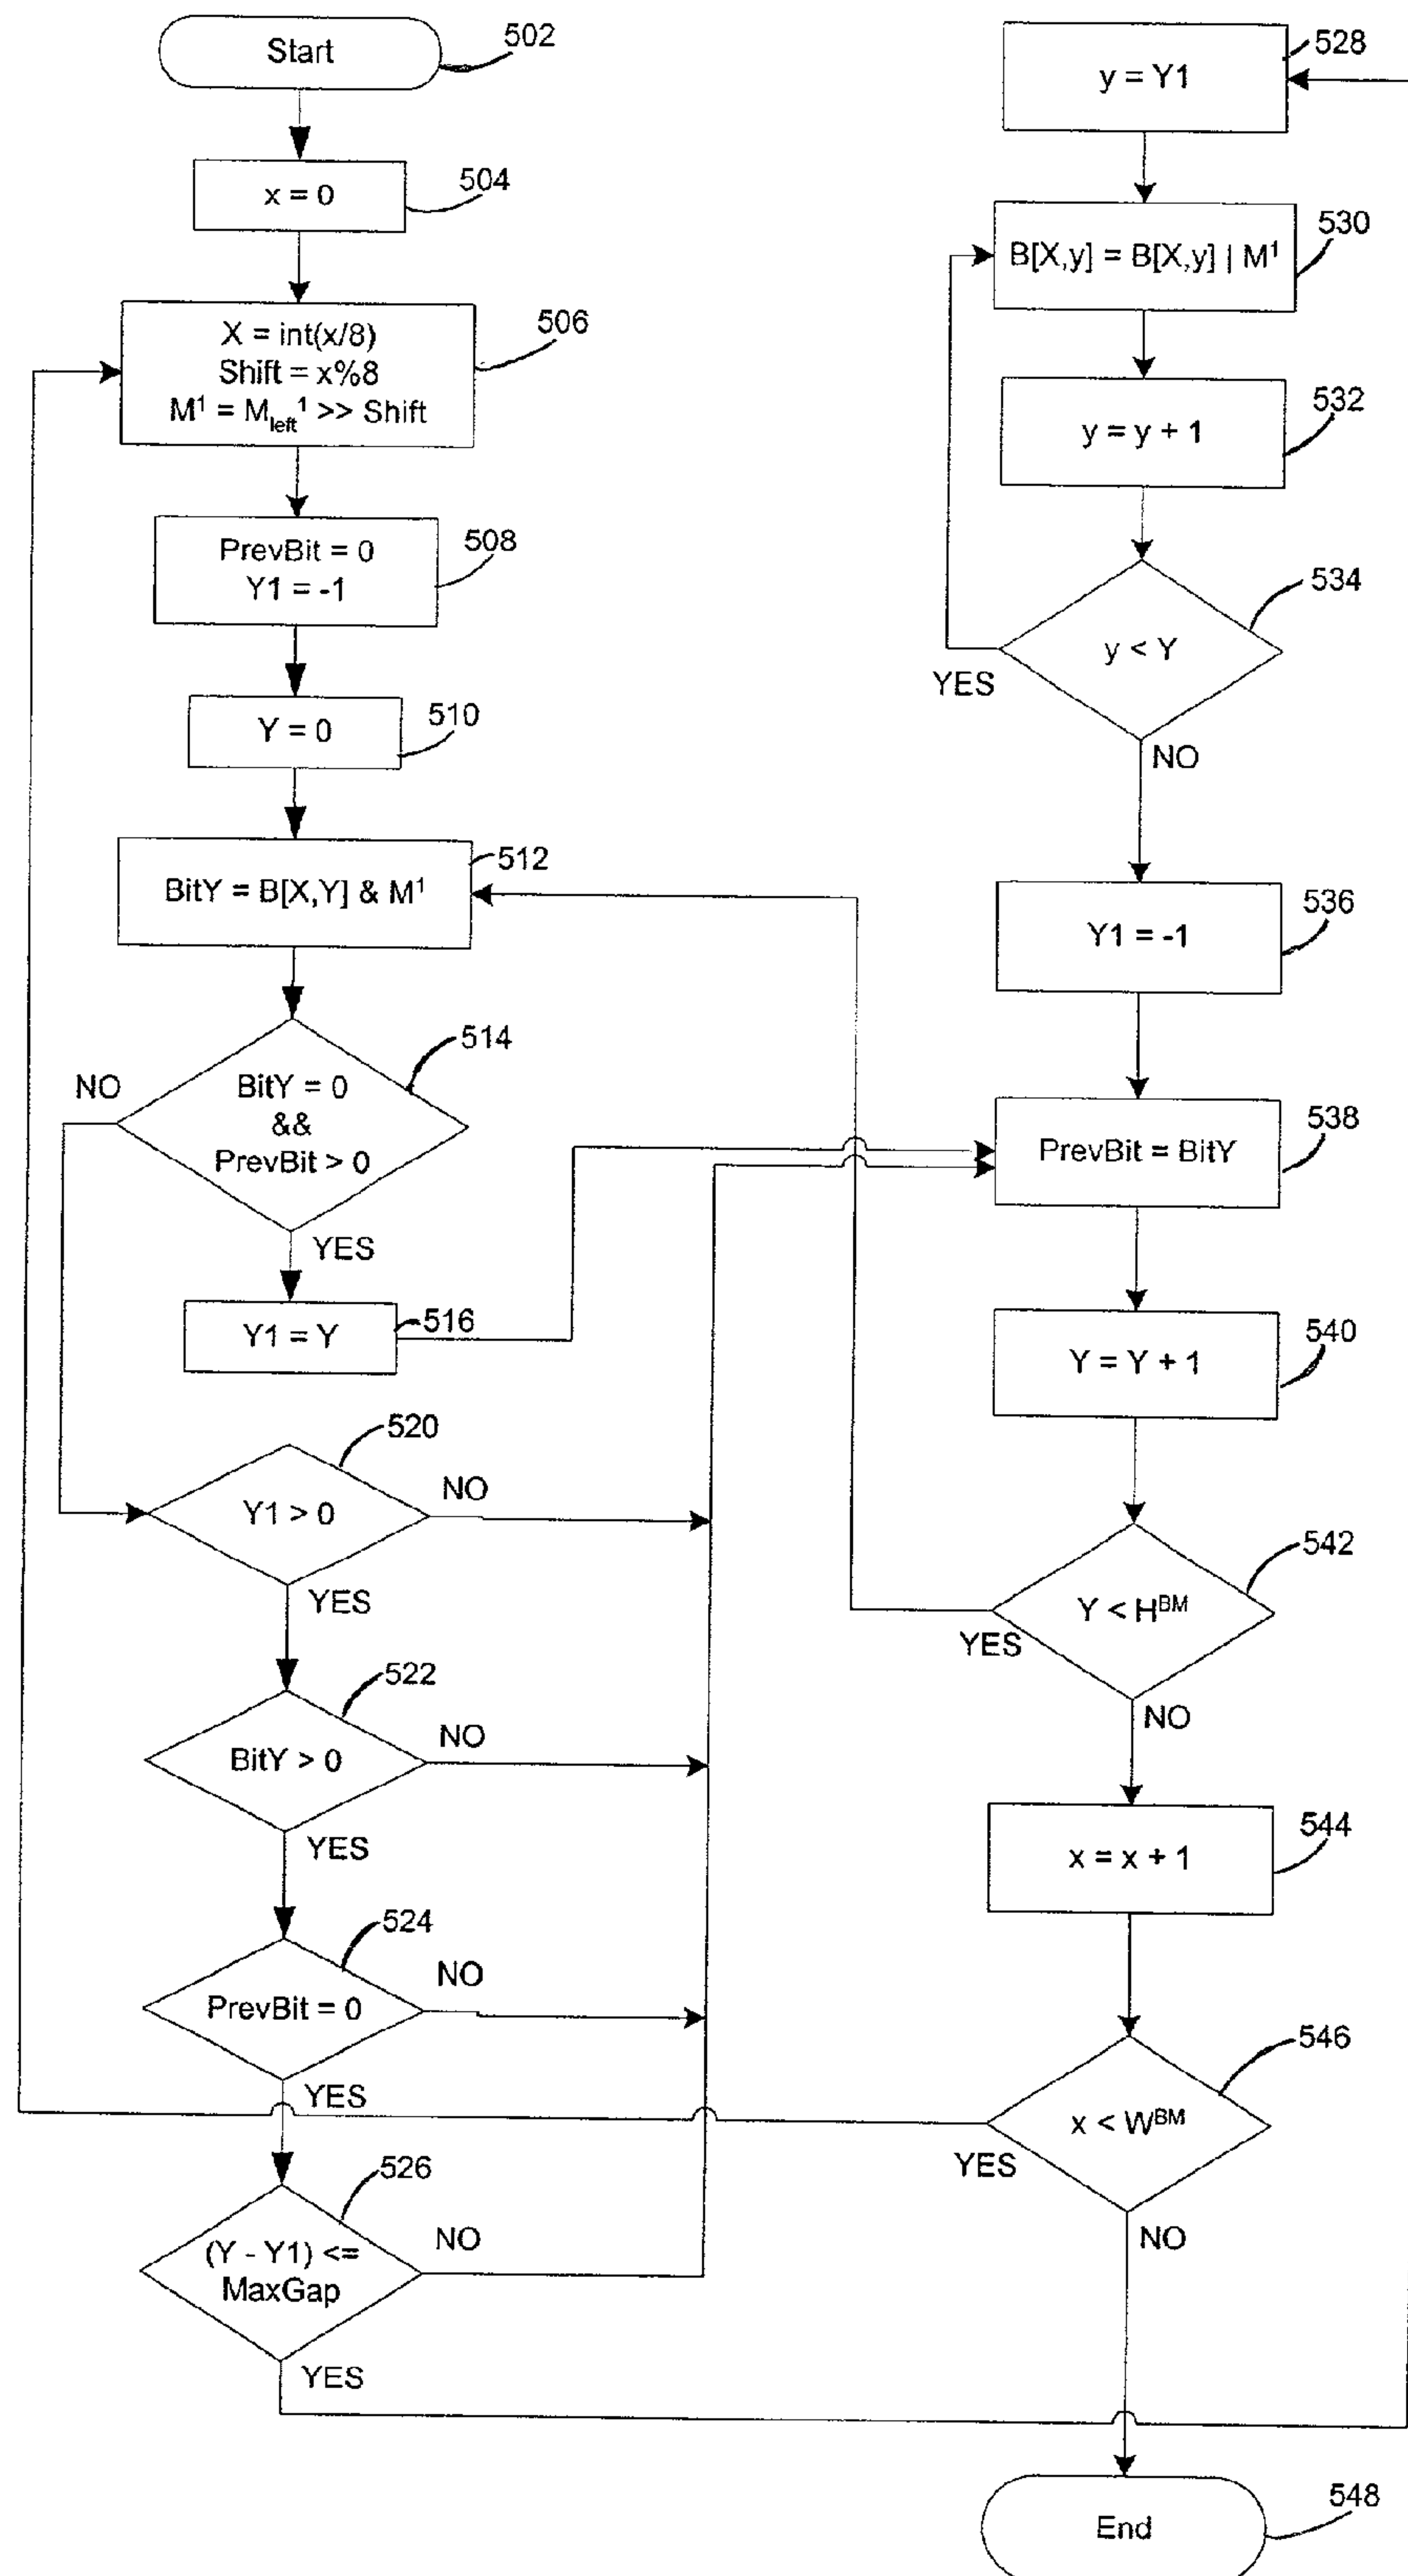 Start
502
x = 0
504
X = int(x/8)
Shift = x%8
M¹ = M_left¹ >> Shift
506
PrevBit = 0
Y1 = -1
508
Y = 0
510
BitY = B[X,Y] & M¹
512
BitY = 0
&&
PrevBit > 0
514
NO
YES
Y1 = Y
516
Y1 > 0
520
NO
YES
BitY > 0
522
NO
YES
PrevBit = 0
524
NO
YES
(Y - Y1) <=
MaxGap
526
NO
YES
y = Y1
528
B[X,y] = B[X,y] | M¹
530
y = y + 1
532
y < Y
534
YES
NO
Y1 = -1
536
PrevBit = BitY
538
Y = Y + 1
540
Y < H^BM
542
YES
NO
x = x + 1
544
x < W^BM
546
YES
NO
End
548